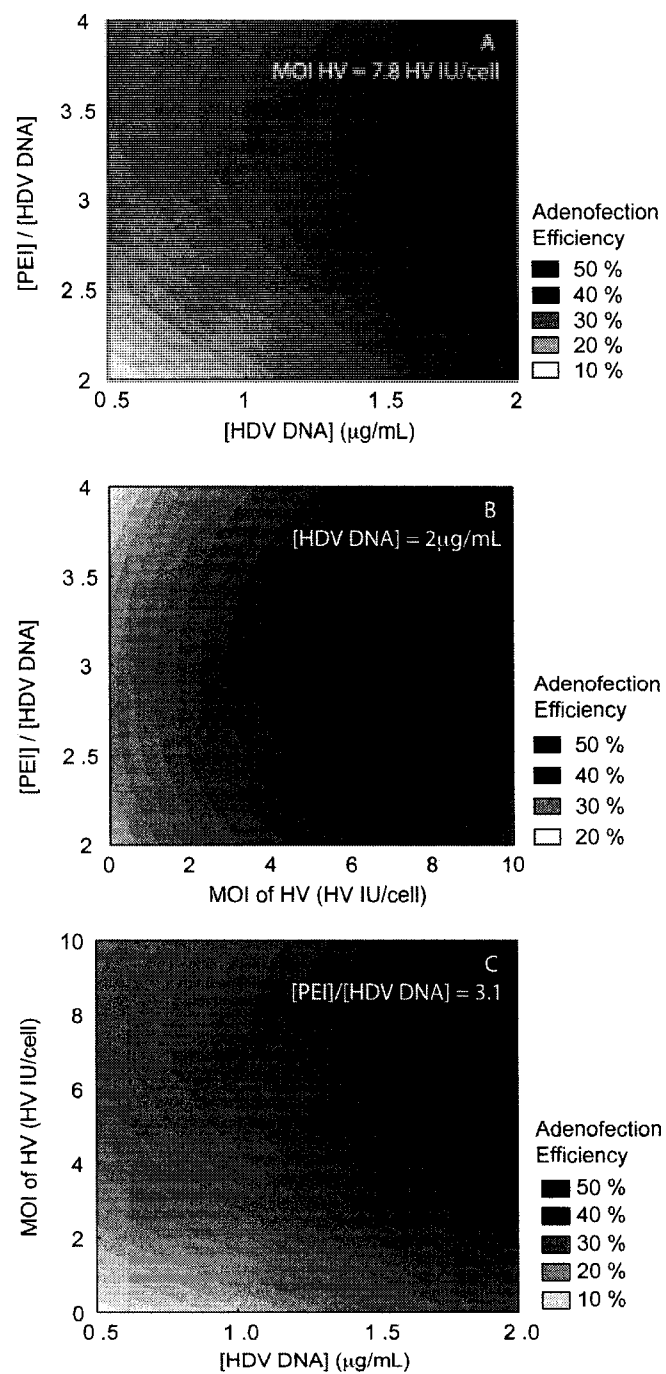 A
MOI HV = 7.8 HV IU/cell
4
3.5
3
2.5
2
[PEI] / [HDV DNA]
0.5 1 1.5 2
[HDV DNA] (µg/mL)
Adenofection
Efficiency
50 %
40 %
30 %
20 %
10 %
B
[HDV DNA] = 2µg/mL
4
3.5
3
2.5
2
[PEI] / [HDV DNA]
0 2 4 6 8 10
MOI of HV (HV IU/cell)
Adenofection
Efficiency
50 %
40 %
30 %
20 %
C
[PEI]/[HDV DNA] = 3.1
10
8
6
4
2
0
MOI of HV (HV IU/cell)
0.5 1.0 1.5 2.0
[HDV DNA] (µg/mL)
Adenofection
Efficiency
50 %
40 %
30 %
20 %
10 %